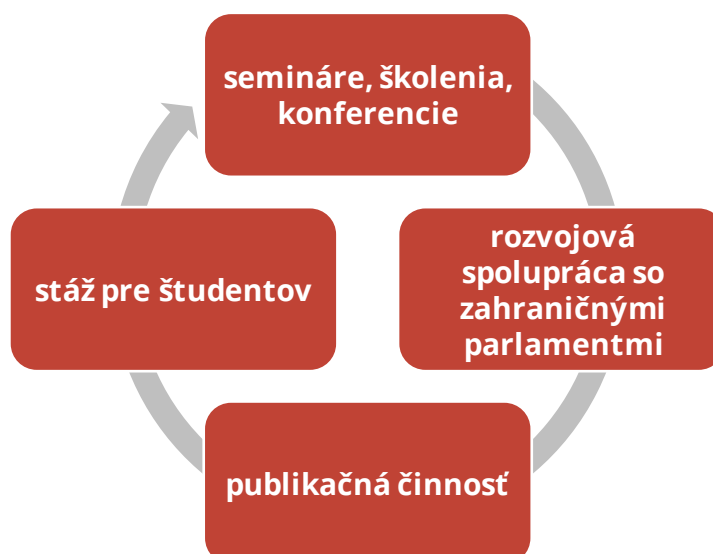 semináre, školenia,
konferencie
rozvojová
spolupráca so
zahraničnými
parlamentmi
publikačná činnosť
stáž pre študentov